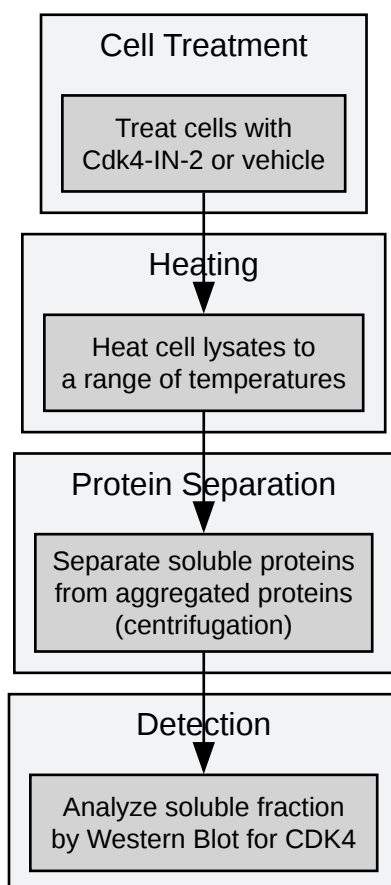 Cell Treatment
Treat cells with
Cdk4-IN-2 or vehicle
Heating
Heat cell lysates to
a range of temperatures
Protein Separation
Separate soluble proteins
from aggregated proteins
(centrifugation)
Detection
Analyze soluble fraction
by Western Blot for CDK4